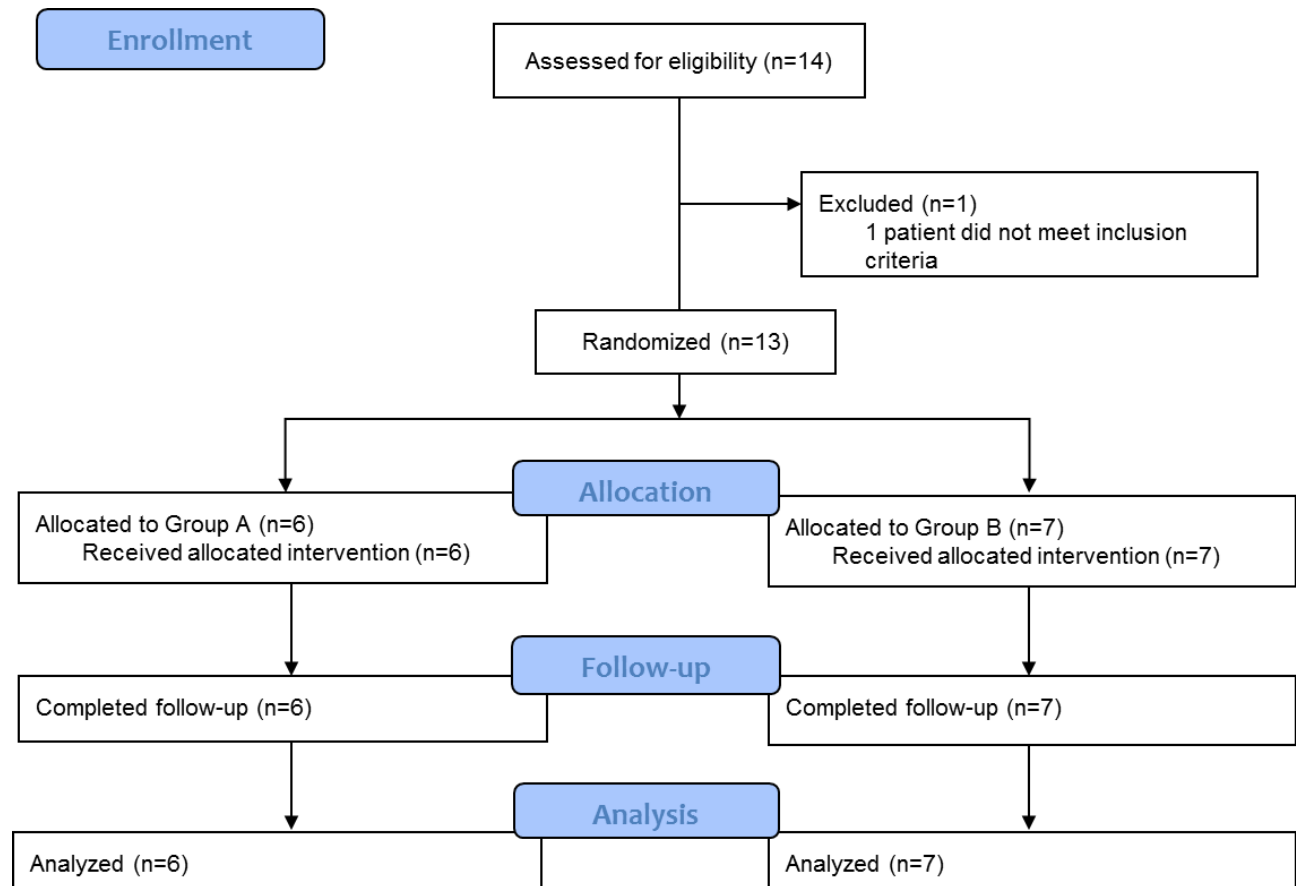 Enrollment
Assessed for eligibility (n=14)
Excluded (n=1)
1 patient did not meet inclusion
criteria
Randomized (n=13)
Allocation
Allocated to Group A (n=6)
Received allocated intervention (n=6)
Allocated to Group B (n=7)
Received allocated intervention (n=7)
Follow-up
Completed follow-up (n=6)
Completed follow-up (n=7)
Analysis
Analyzed (n=6)
Analyzed (n=7)